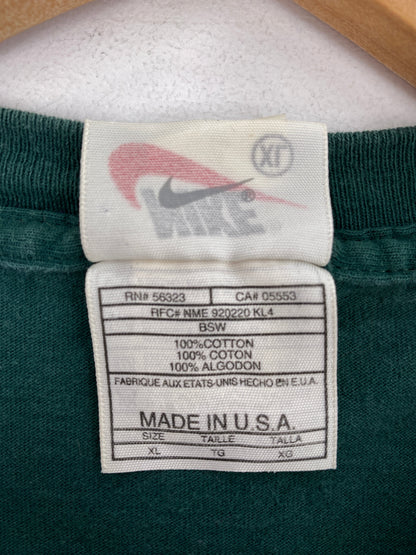 XL
NIKE®
RN# 56323 CA# 05553
RFC# NME 920220 KL4
BSW
100%COTTON
100% COTON
100% ALGODON
FABRIQUE AUX ETATS-UNIS HECHO EN E.U.A.
MADE IN U.S.A.
SIZE TAILLE TALLA
XL TG XG